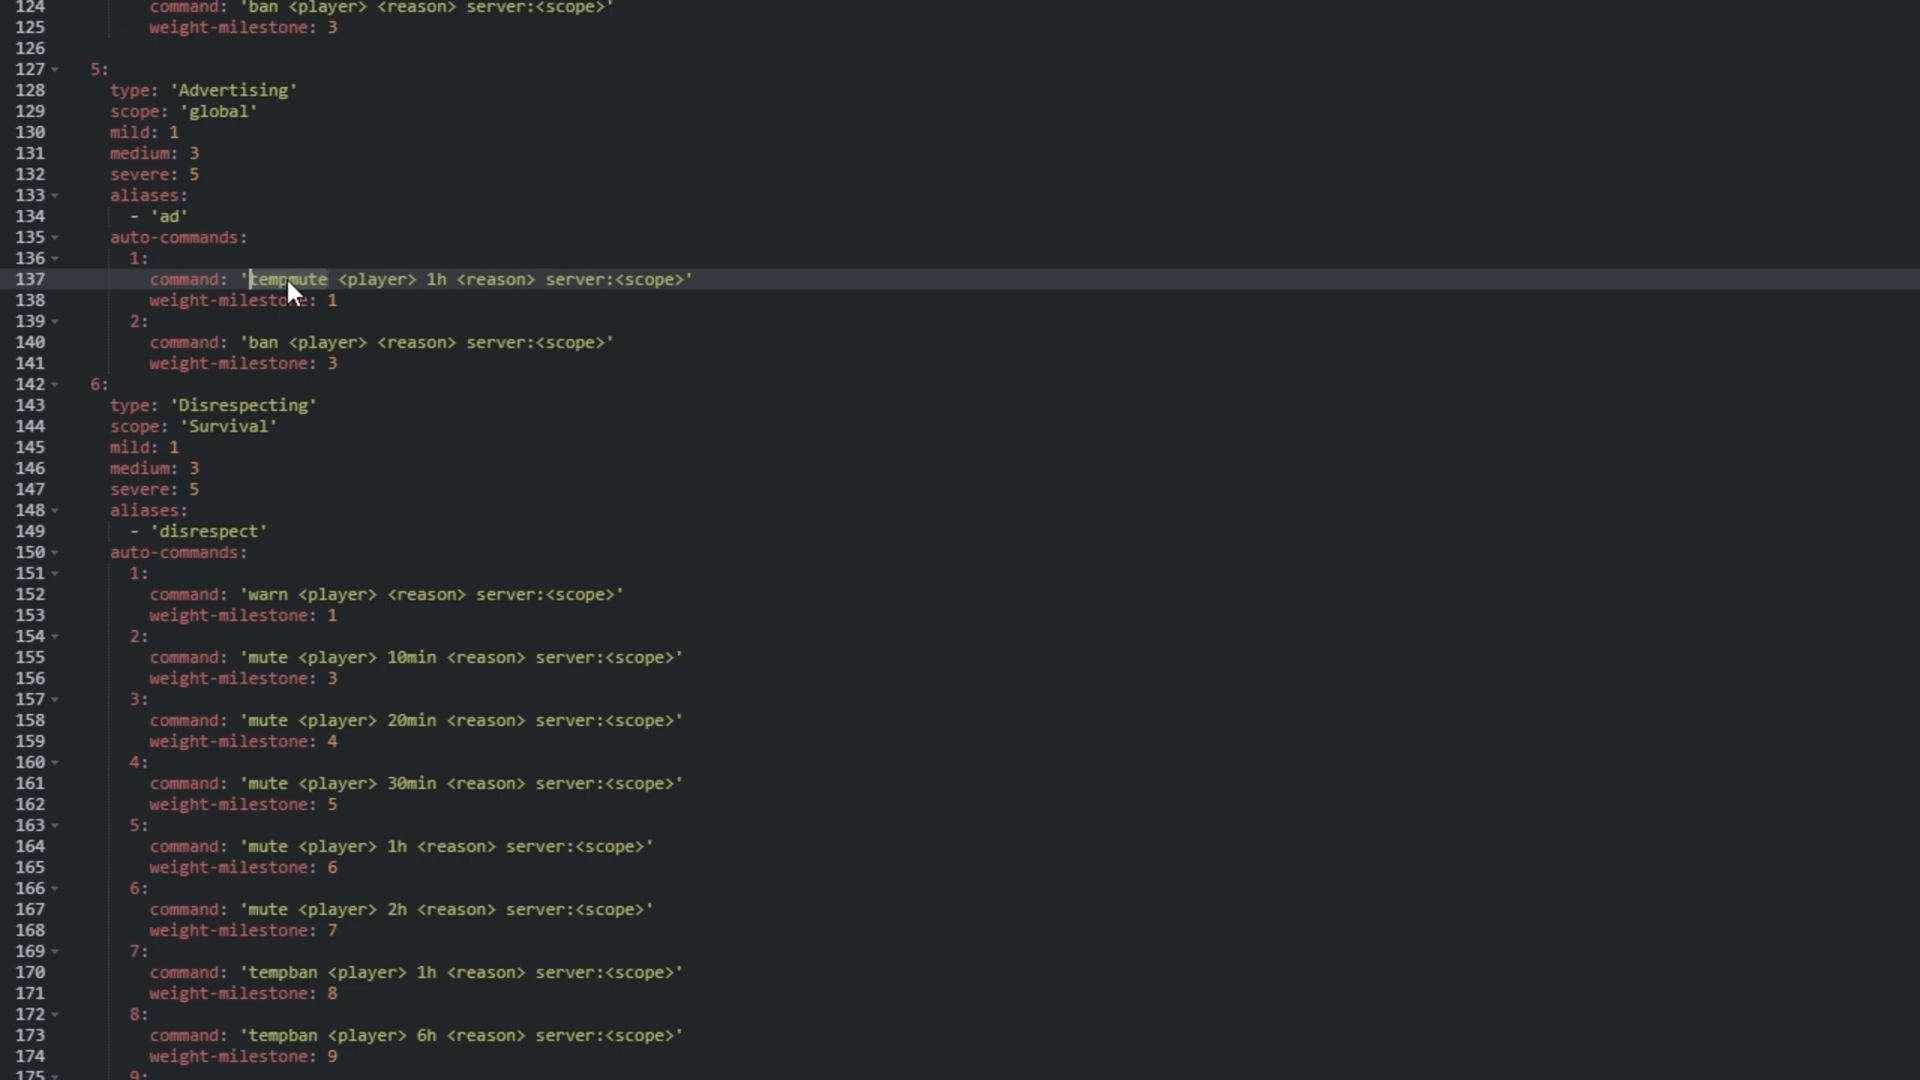 124 command: 'ban <player> <reason> server:<scope>'
125 weight-milestone: 3
126
127 5:
128 type: 'Advertising'
129 scope: 'global'
130 mild: 1
131 medium: 3
132 severe: 5
133 aliases:
134 - 'ad'
135 auto-commands:
136 1:
137 command: 'tempmute <player> 1h <reason> server:<scope>'
138 weight-milestone: 1
139 2:
140 command: 'ban <player> <reason> server:<scope>'
141 weight-milestone: 3
142 6:
143 type: 'Disrespecting'
144 scope: 'Survival'
145 mild: 1
146 medium: 3
147 severe: 5
148 aliases:
149 - 'disrespect'
150 auto-commands:
151 1:
152 command: 'warn <player> <reason> server:<scope>'
153 weight-milestone: 1
154 2:
155 command: 'mute <player> 10min <reason> server:<scope>'
156 weight-milestone: 3
157 3:
158 command: 'mute <player> 20min <reason> server:<scope>'
159 weight-milestone: 4
160 4:
161 command: 'mute <player> 30min <reason> server:<scope>'
162 weight-milestone: 5
163 5:
164 command: 'mute <player> 1h <reason> server:<scope>'
165 weight-milestone: 6
166 6:
167 command: 'mute <player> 2h <reason> server:<scope>'
168 weight-milestone: 7
169 7:
170 command: 'tempban <player> 1h <reason> server:<scope>'
171 weight-milestone: 8
172 8:
173 command: 'tempban <player> 6h <reason> server:<scope>'
174 weight-milestone: 9
175 9: